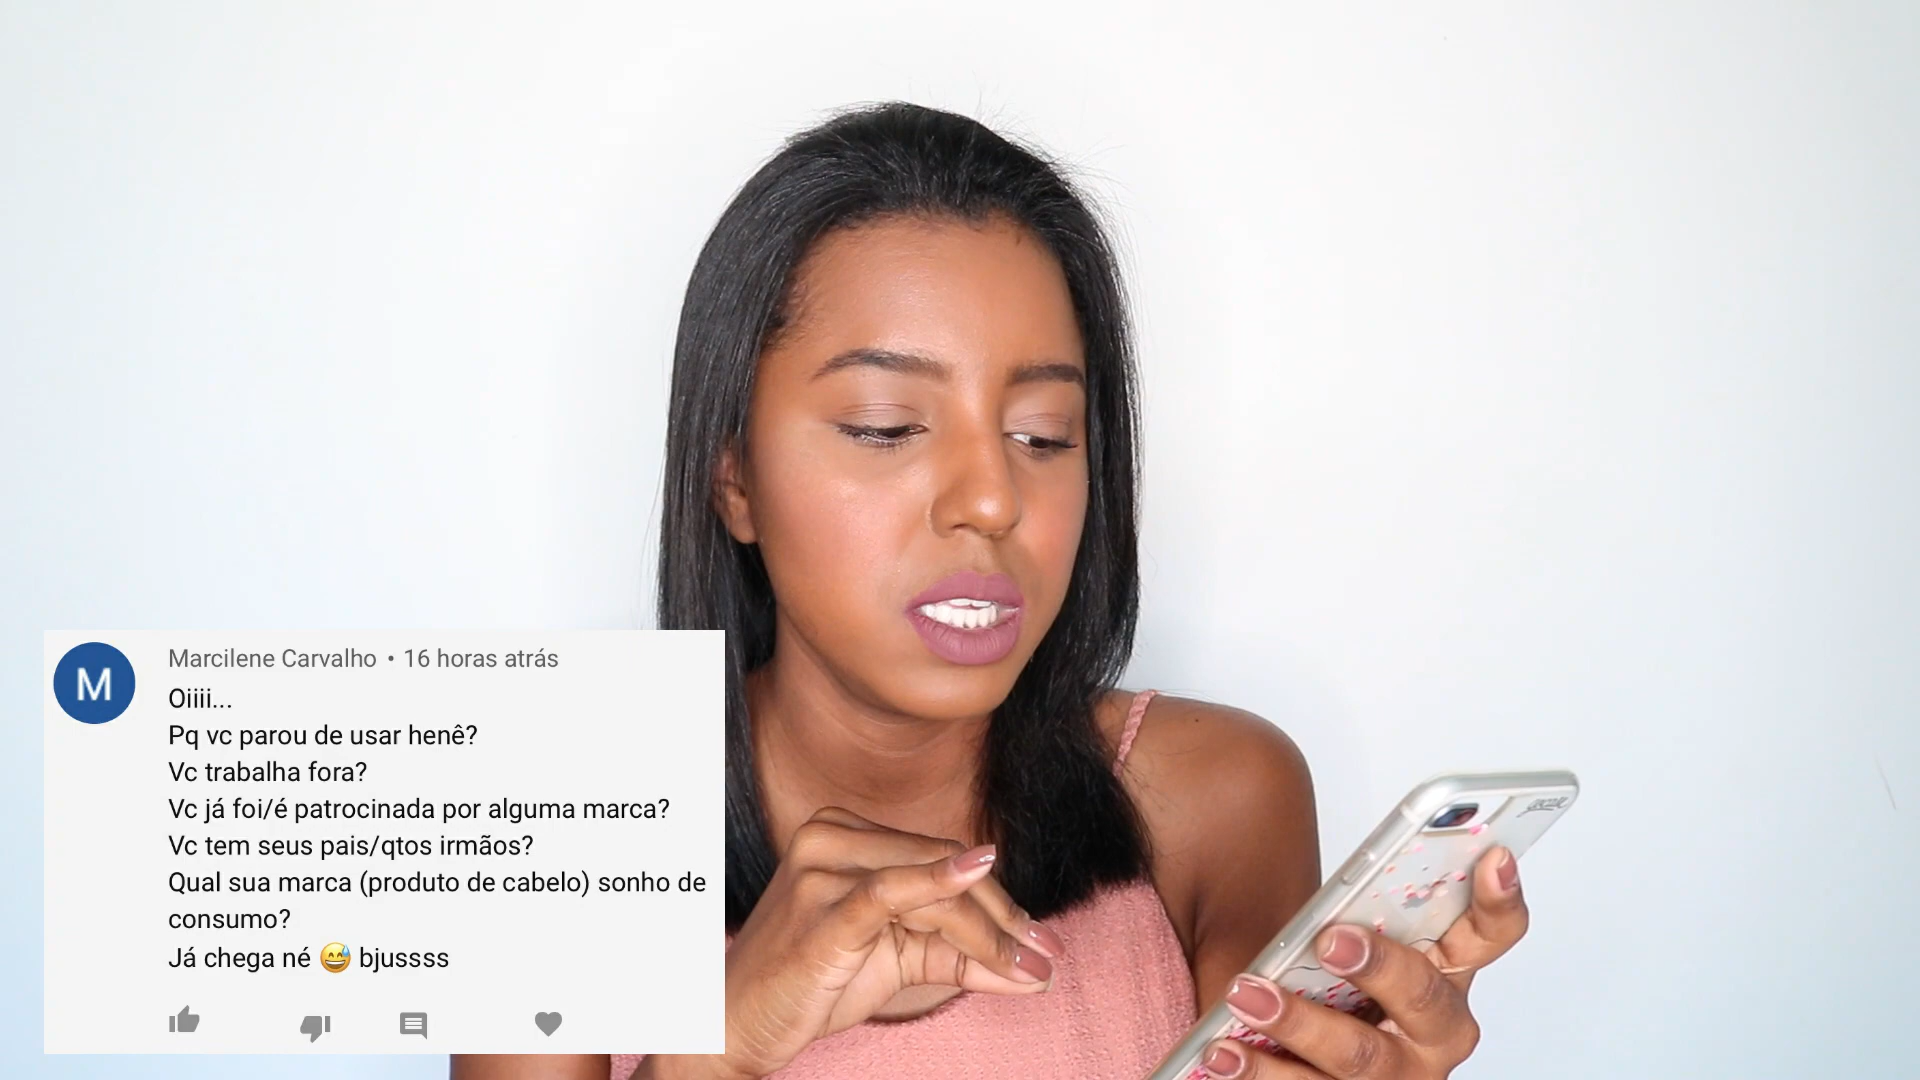 Marcilene Carvalho • 16 horas atrás
M
Oiiii...
Pq vc parou de usar henê?
Vc trabalha fora?
Vc já foi/é patrocinada por alguma marca?
Vc tem seus pais/qtos irmãos?
Qual sua marca (produto de cabelo) sonho de
consumo?
Já chega né 😅 bjussss